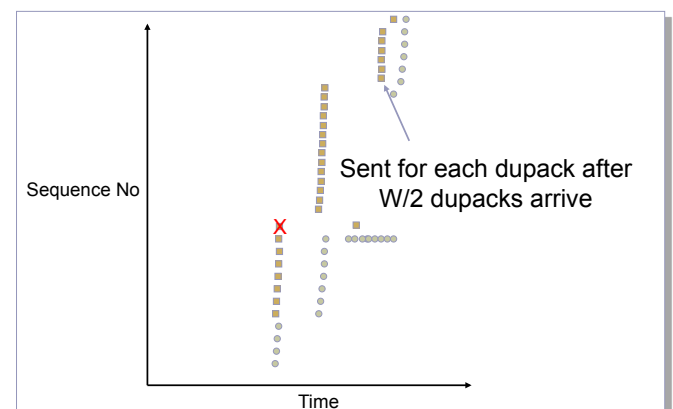 Sent for each dupack after
W/2 dupacks arrive
Sequence No
X
Time